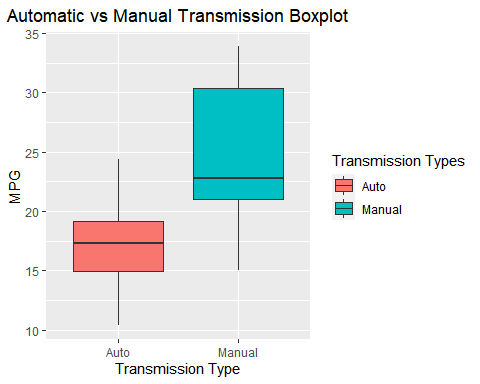 Automatic vs Manual Transmission Boxplot
35
30
25
20
15
10
MPG
Auto
Manual
Transmission Type
Transmission Types
Auto
Manual